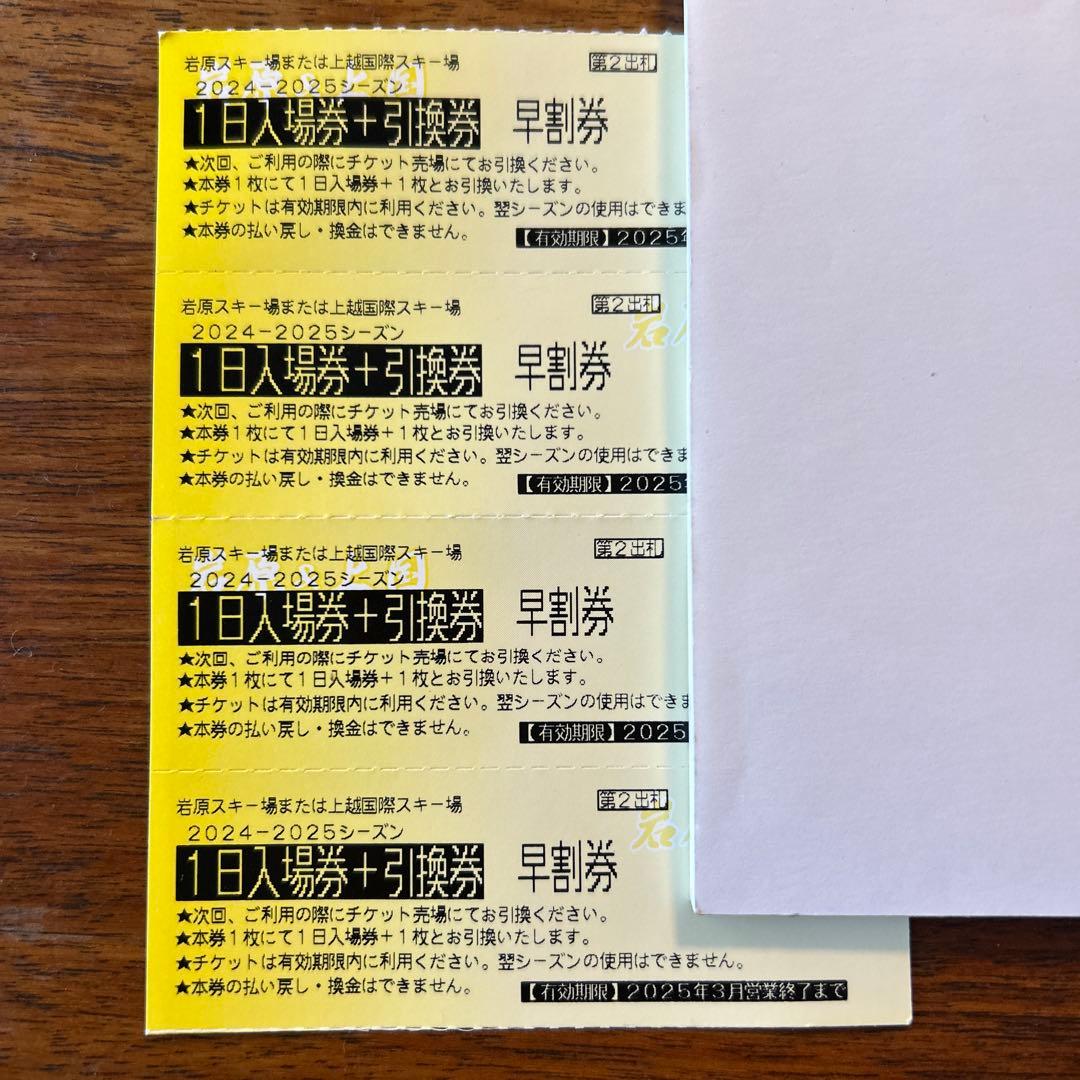 岩原スキー場または上越国際スキー場 第2出札
2024-2025シーズン
1日入場券+引換券 早割券
★次回、ご利用の際にチケット売場にてお引換ください。
★本券1枚にて1日入場券+1枚とお引換いたします。
★チケットは有効期限内に利用ください。翌シーズンの使用はできま
★本券の払い戻し・換金はできません。 【有効期限】2025年
岩原スキー場または上越国際スキー場 第2出札
2024-2025シーズン
1日入場券+引換券 早割券
★次回、ご利用の際にチケット売場にてお引換ください。
★本券1枚にて1日入場券+1枚とお引換いたします。
★チケットは有効期限内に利用ください。翌シーズンの使用はできま
★本券の払い戻し・換金はできません。 【有効期限】2025
岩原スキー場または上越国際スキー場 第2出札
2024-2025シーズン
1日入場券+引換券 早割券
★次回、ご利用の際にチケット売場にてお引換ください。
★本券1枚にて1日入場券+1枚とお引換いたします。
★チケットは有効期限内に利用ください。翌シーズンの使用はできま
★本券の払い戻し・換金はできません。 【有効期限】2025
岩原スキー場または上越国際スキー場 第2出札
2024-2025シーズン
1日入場券+引換券 早割券
★次回、ご利用の際にチケット売場にてお引換ください。
★本券1枚にて1日入場券+1枚とお引換いたします。
★チケットは有効期限内に利用ください。翌シーズンの使用はできません。
★本券の払い戻し・換金はできません。 【有効期限】2025年3月営業終了まで